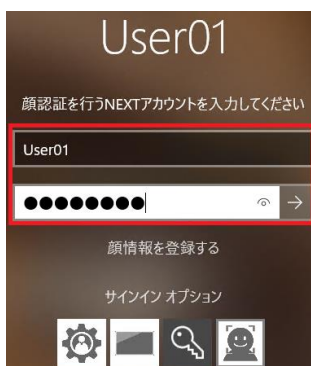 User01
顔認証を行うNEXTアカウントを入力してください
User01
●●●●●●●●
顔情報を登録する
サインイン オプション